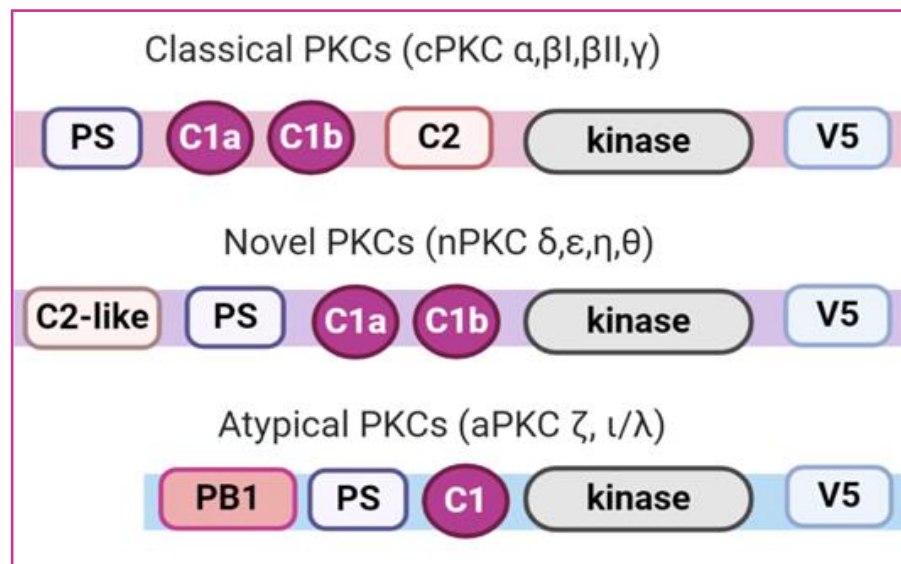 Classical PKCs (cPKC α,βI,βII,γ)
PS C1a C1b C2 kinase V5
Novel PKCs (nPKC δ,ε,η,θ)
C2-like PS C1a C1b kinase V5
Atypical PKCs (aPKC ζ, ι/λ)
PB1 PS C1 kinase V5